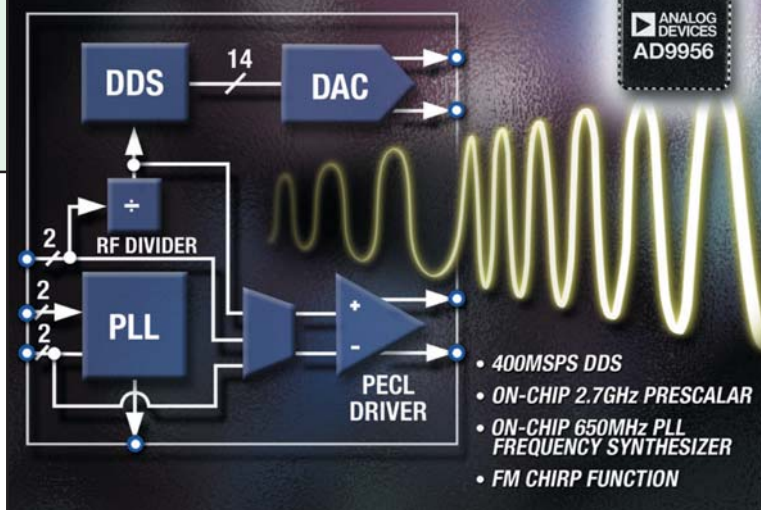 ANALOG
DEVICES
AD9956
14
DDS
DAC
÷
2
RF DIVIDER
2
PLL
2
+
-
PECL
DRIVER
• 400MSPS DDS
• ON-CHIP 2.7GHz PRESCALAR
• ON-CHIP 650MHz PLL
FREQUENCY SYNTHESIZER
• FM CHIRP FUNCTION